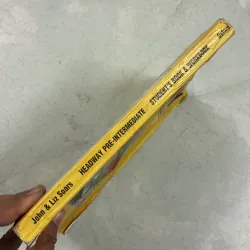 John & Liz Soars HEADWAY PRE-INTERMEDIATE STUDENT'S BOOK & WORKBOOK